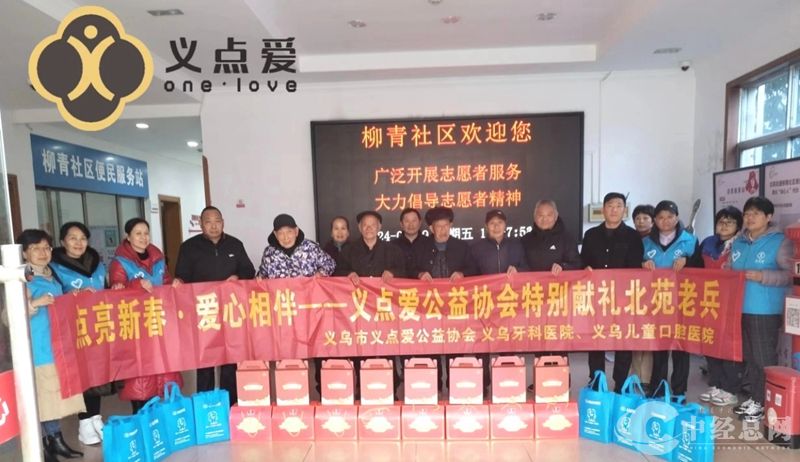 义点爱
one·love
柳青社区便民服务站
柳青社区欢迎您
广泛开展志愿者服务
大力倡导志愿者精神
点亮新春·爱心相伴——义点爱公益协会特别献礼北苑老兵
义乌市义点爱公益协会 义乌牙科医院、义乌儿童口腔医院
中经总网
CHINA ECONOMIC NETWORK